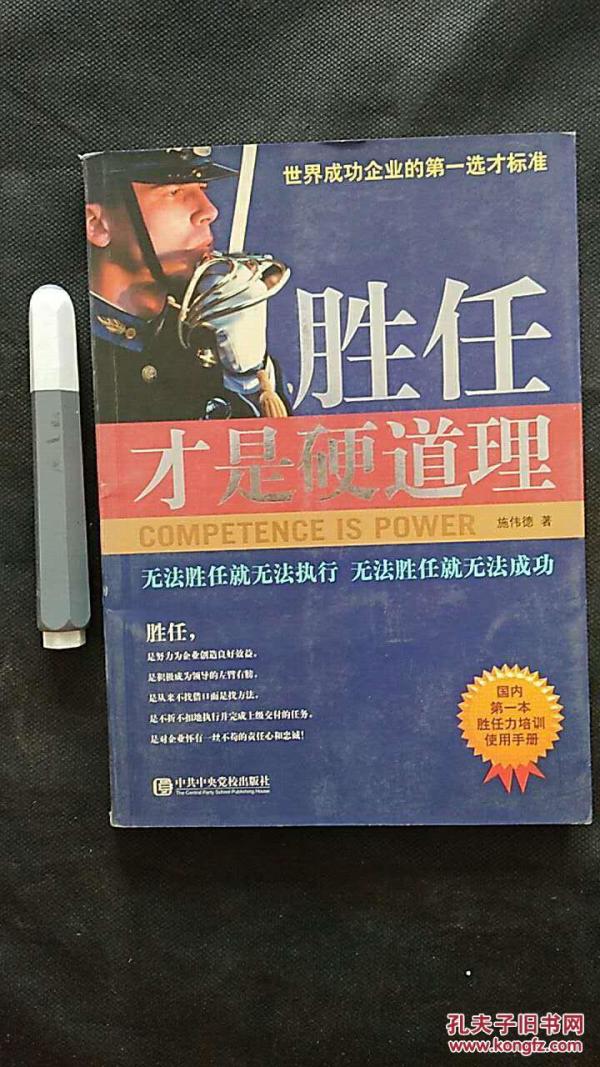 世界成功企业的第一选才标准
胜任
才是硬道理
COMPETENCE IS POWER 施伟德 著
无法胜任就无法执行 无法胜任就无法成功
胜任，
是努力为企业创造良好效益。
是积极成为领导的左臂右膀。
是从来不找借口而是找方法。
是不折不扣地执行并完成上级交付的任务。
是对企业怀有一丝不苟的责任心和忠诚！
国内
第一本
胜任力培训
使用手册
中共中央党校出版社
The Central Party School Publishing House
孔夫子旧书网
www.kongfz.com